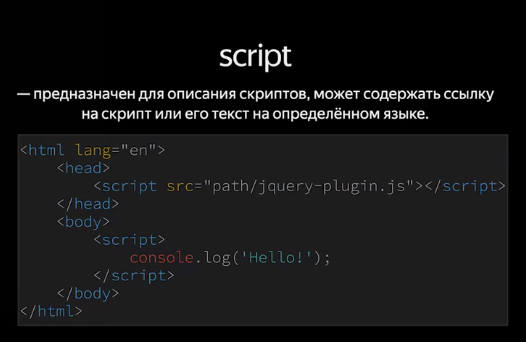 script
— предназначен для описания скриптов, может содержать ссылку
на скрипт или его текст на определённом языке.
<html lang="en">
    <head>
        <script src="path/jquery-plugin.js"></script>
    </head>
    <body>
        <script>
            console.log('Hello!');
        </script>
    </body>
</html>